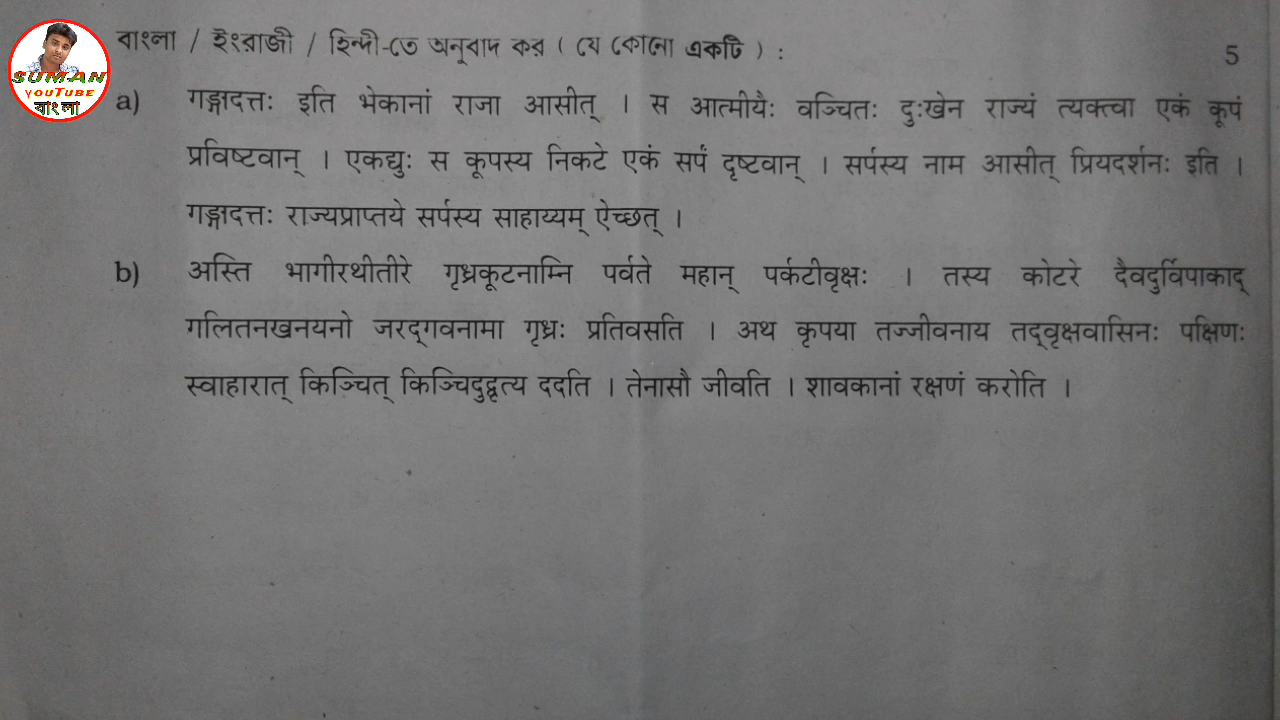 SUMAN
YOUTUBE
বাংলা
বাংলা / ইংরাজী / হিন্দী-তে অনুবাদ কর ( যে কোনো একটি ) :
5
a) गङ्गादत्तः इति भेकानां राजा आसीत् । स आत्मीयैः वञ्चितः दुःखेन राज्यं त्यक्त्वा एकं कूपं
प्रविष्टवान् । एकद्युः स कूपस्य निकटे एकं सर्पं दृष्टवान् । सर्पस्य नाम आसीत् प्रियदर्शनः इति ।
गङ्गादत्तः राज्यप्राप्तये सर्पस्य साहाय्यम् ऐच्छत् ।
b) अस्ति भागीरथीतीरे गृध्रकूटनाम्नि पर्वते महान् पर्कटीवृक्षः । तस्य कोटरे दैवदुर्विपाकाद्
गलितनखनयनो जरद्गवनामा गृध्रः प्रतिवसति । अथ कृपया तज्जीवनाय तद्वृक्षवासिनः पक्षिणः
स्वाहारात् किञ्चित् किञ्चिदुद्धृत्य ददति । तेनासौ जीवति । शावकानां रक्षणं करोति ।